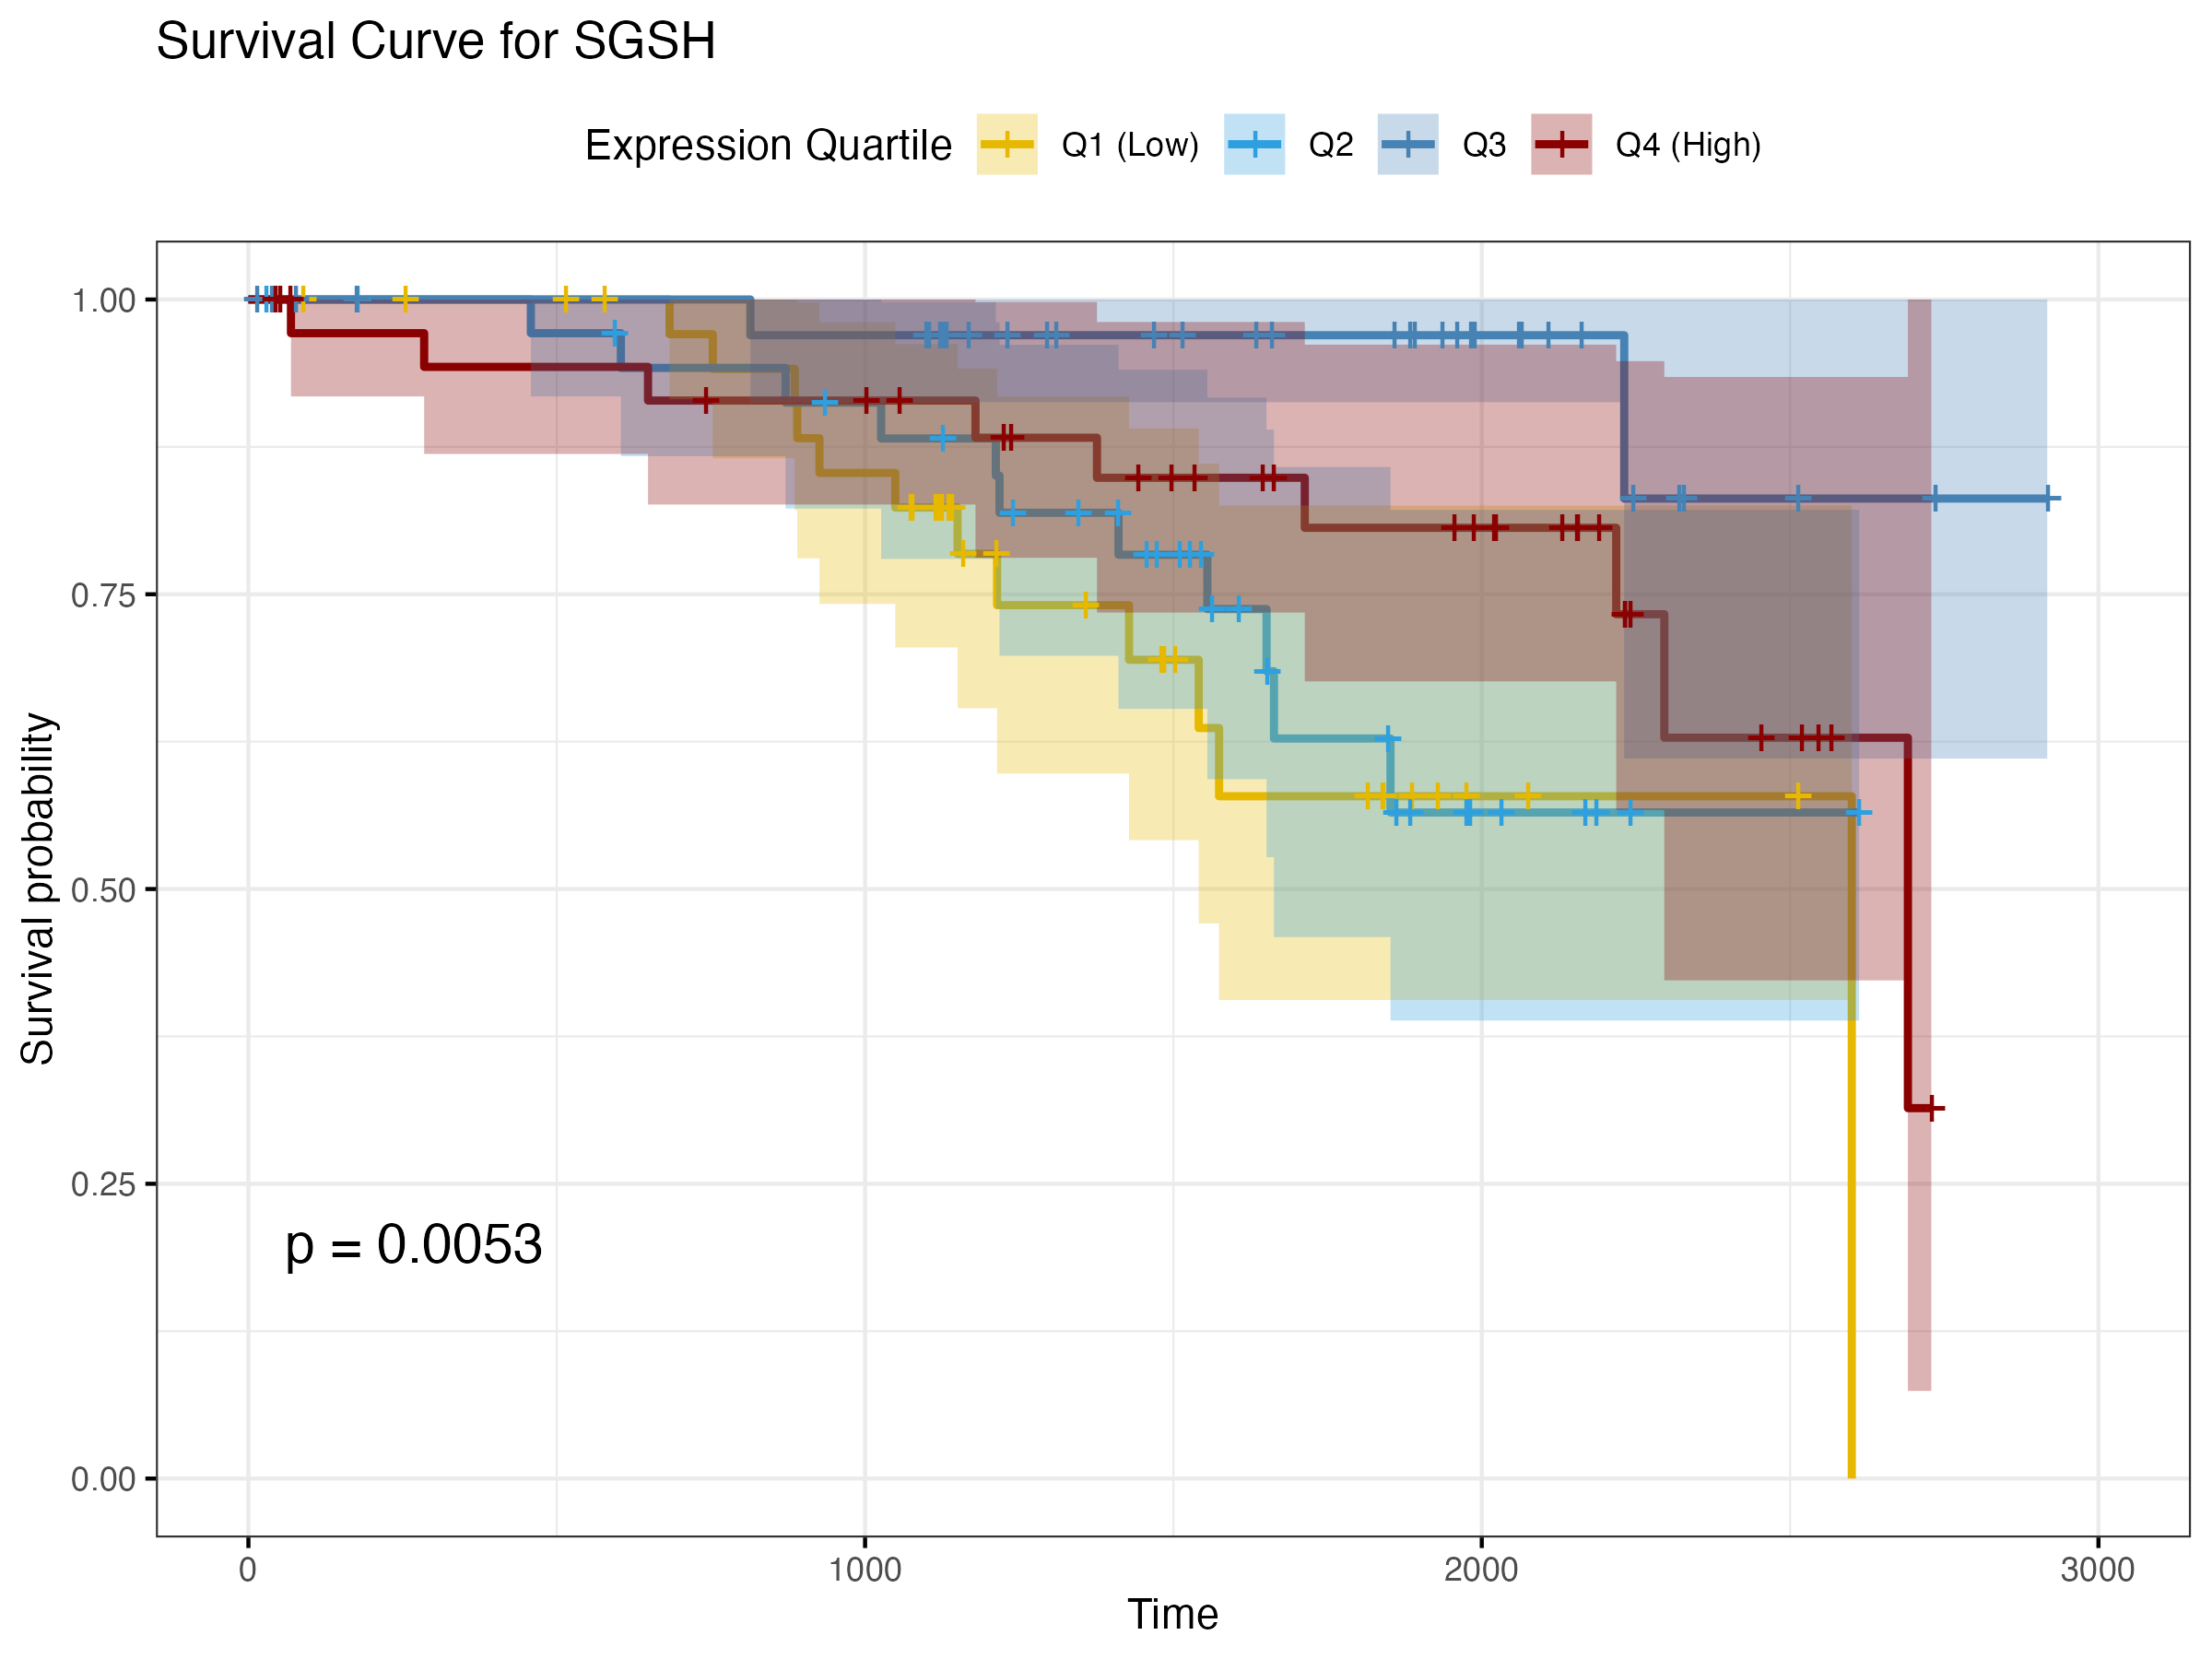 Survival Curve for SGSH
Expression Quartile Q1 (Low) Q2 Q3 Q4 (High)
1.00
0.75
0.50
0.25
0.00
Survival probability
p = 0.0053
0 1000 2000 3000
Time